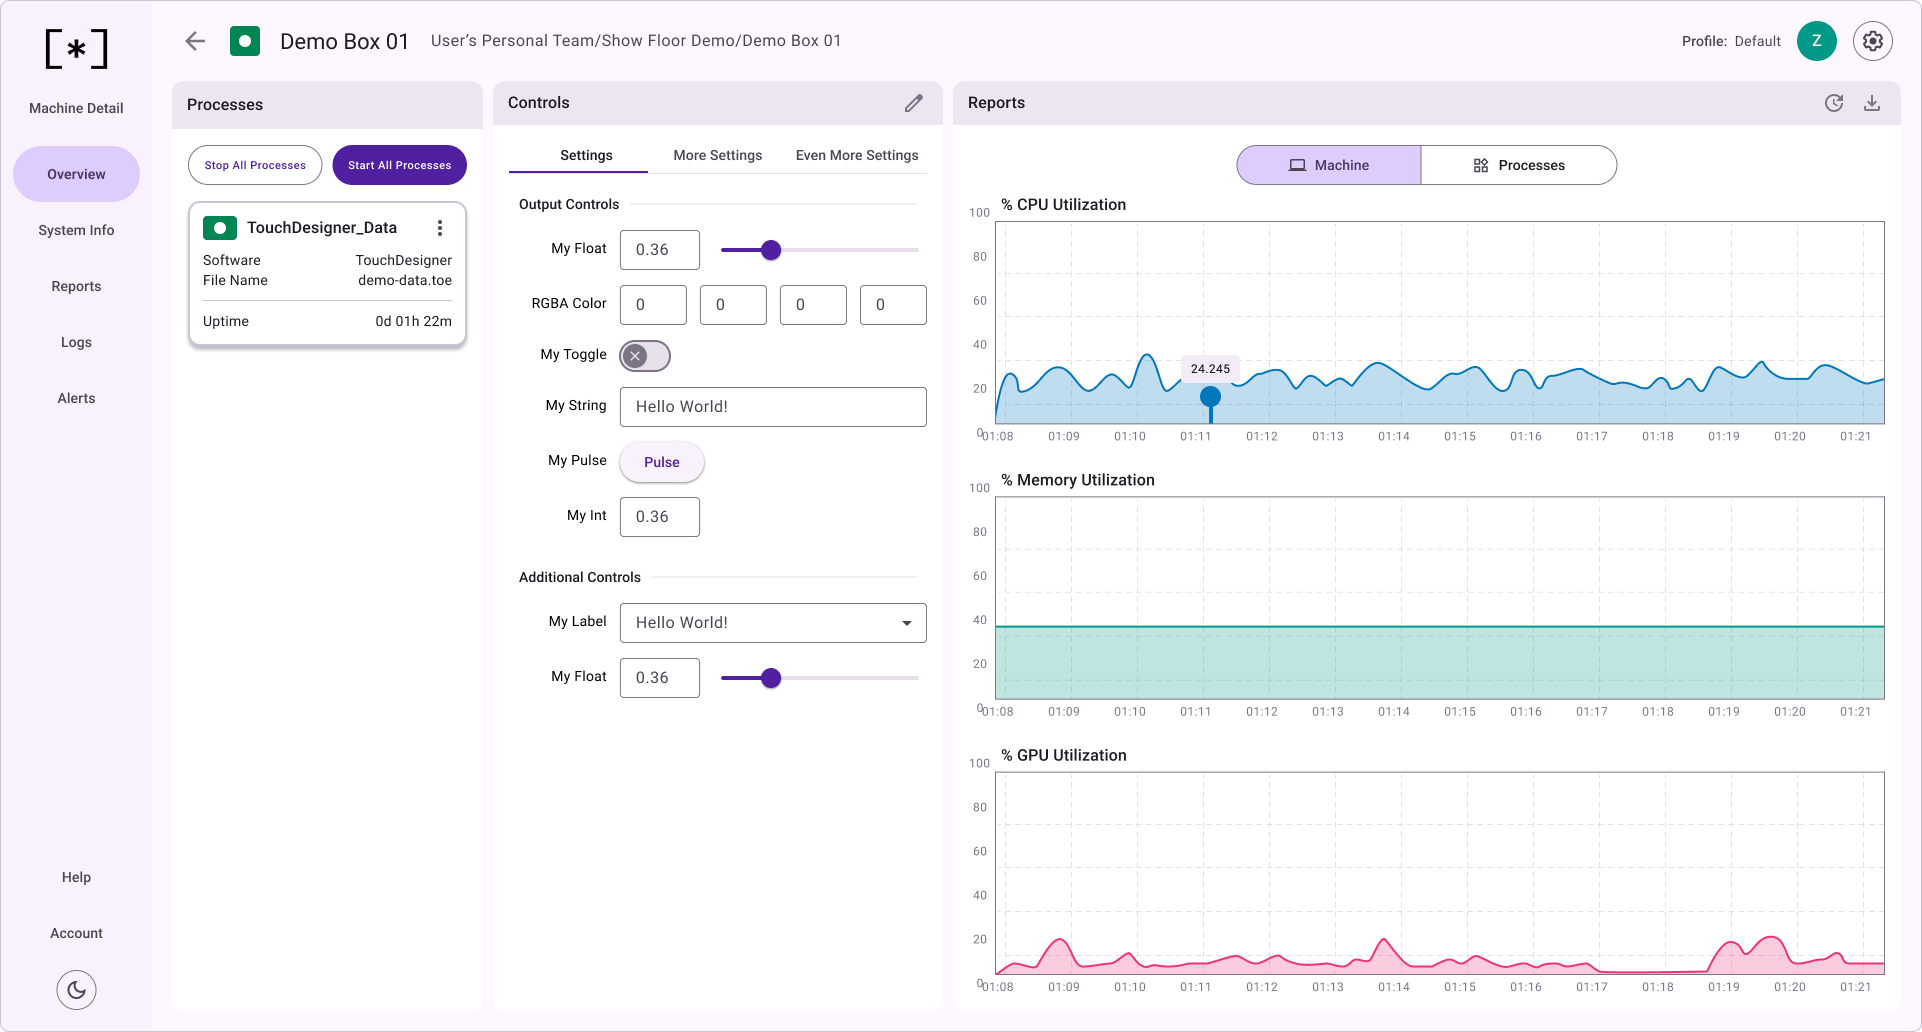 [*]
Machine Detail
Overview
System Info
Reports
Logs
Alerts
Help
Account
Demo Box 01
User’s Personal Team/Show Floor Demo/Demo Box 01
Profile: Default
Z
Processes
Stop All Processes
Start All Processes
TouchDesigner_Data
Software TouchDesigner
File Name demo-data.toe
Uptime 0d 01h 22m
Controls
Settings More Settings Even More Settings
Output Controls
My Float 0.36
RGBA Color 0 0 0 0
My Toggle
My String Hello World!
My Pulse Pulse
My Int 0.36
Additional Controls
My Label Hello World!
My Float 0.36
Reports
Machine Processes
% CPU Utilization
100
80
60
40
20
0
24.245
01:08 01:09 01:10 01:11 01:12 01:13 01:14 01:15 01:16 01:17 01:18 01:19 01:20 01:21
% Memory Utilization
100
80
60
40
20
0
01:08 01:09 01:10 01:11 01:12 01:13 01:14 01:15 01:16 01:17 01:18 01:19 01:20 01:21
% GPU Utilization
100
80
60
40
20
0
01:08 01:09 01:10 01:11 01:12 01:13 01:14 01:15 01:16 01:17 01:18 01:19 01:20 01:21